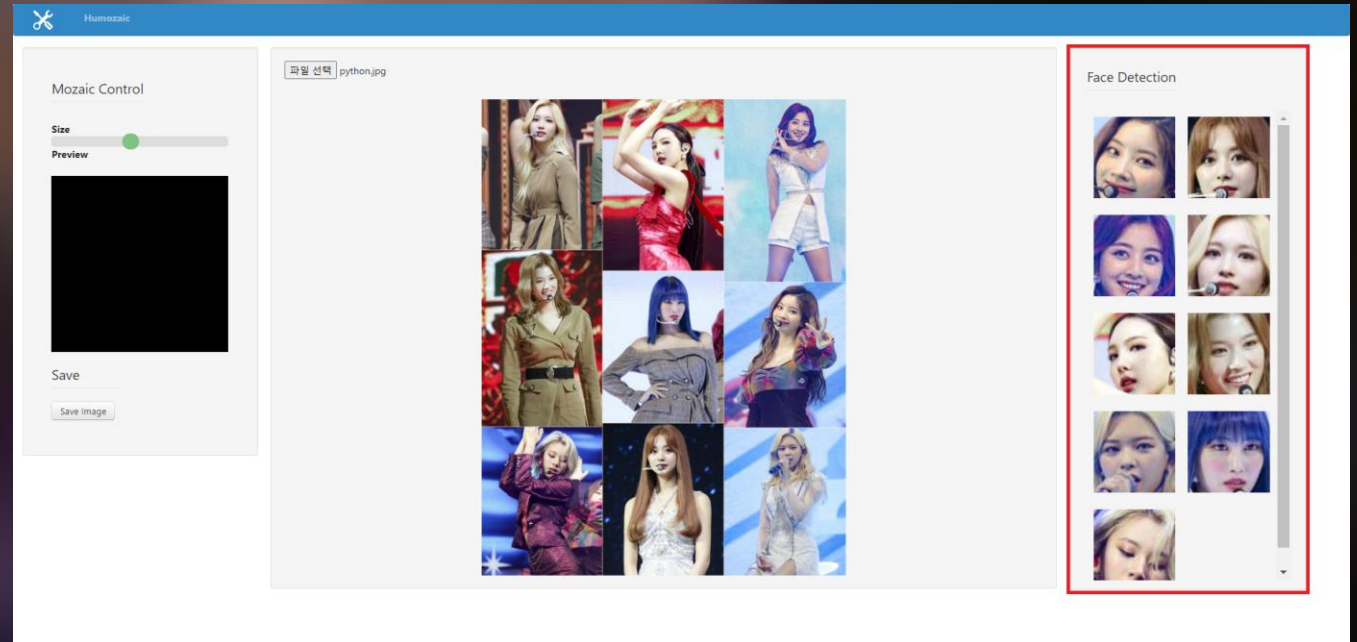 Humozaic
Mozaic Control
Size
Preview
Save
Save image
파일 선택 python.jpg
Face Detection